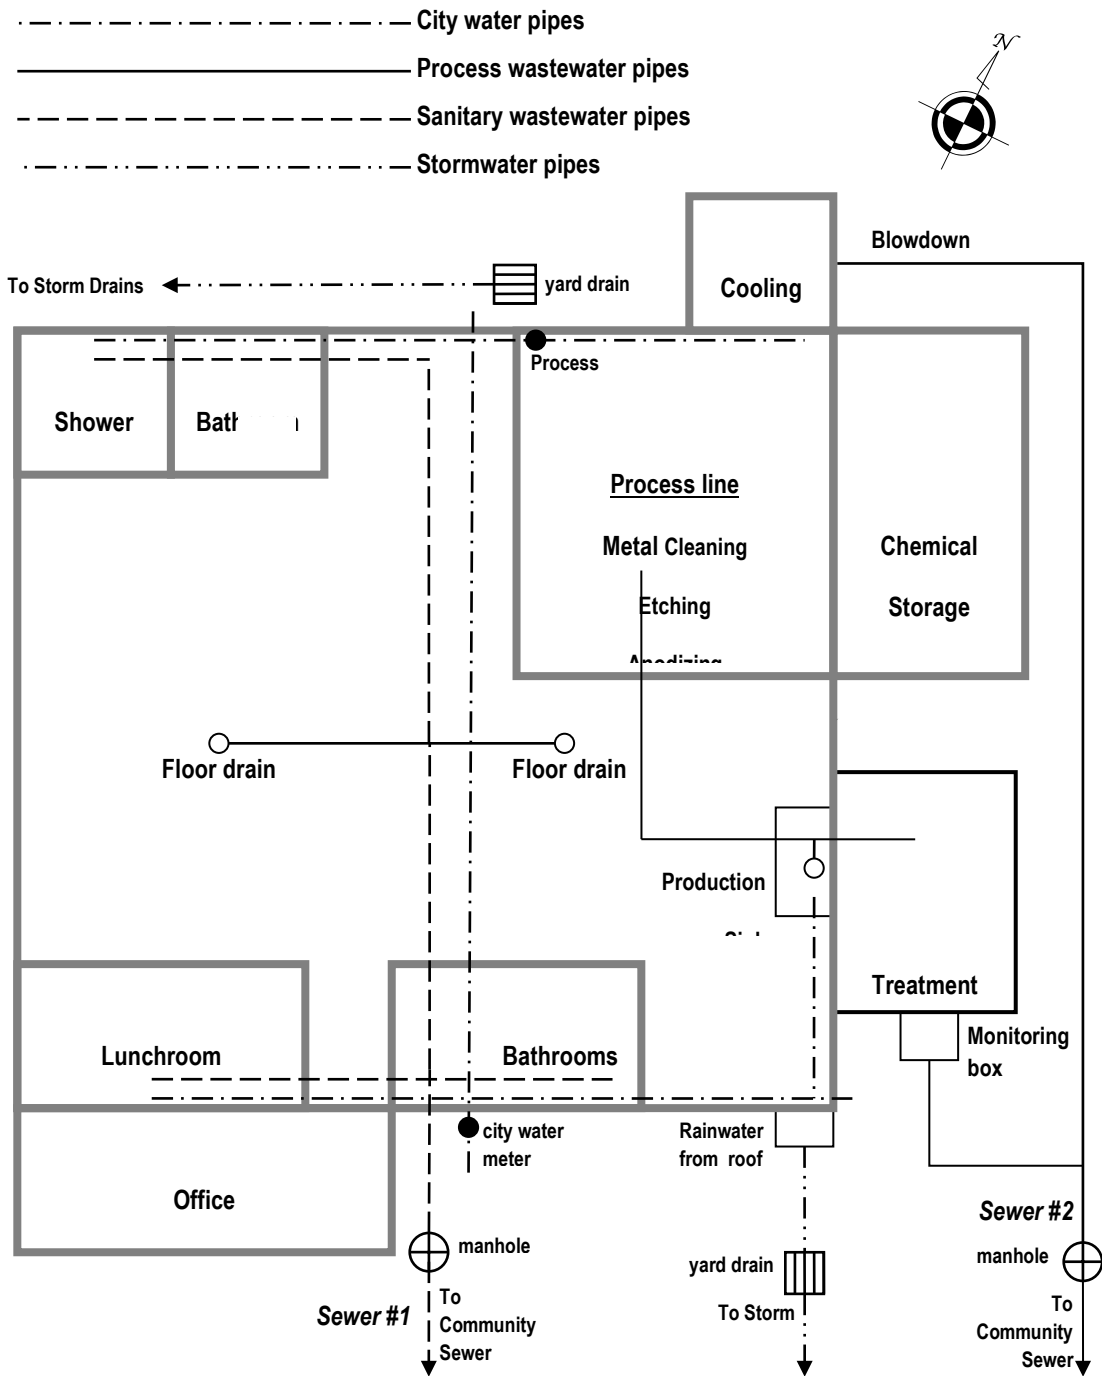 City water pipes
Process wastewater pipes
Sanitary wastewater pipes
Stormwater pipes
N
Blowdown
Cooling
To Storm Drains
yard drain
Process
Shower
Process line
Metal Cleaning
Etching
Chemical
Storage
Floor drain
Floor drain
Production
Treatment
Monitoring
box
Lunchroom
Bathrooms
city water
meter
Rainwater
from roof
Office
Sewer #2
manhole
manhole
yard drain
Sewer #1
To
Community
Sewer
To Storm
To
Community
Sewer